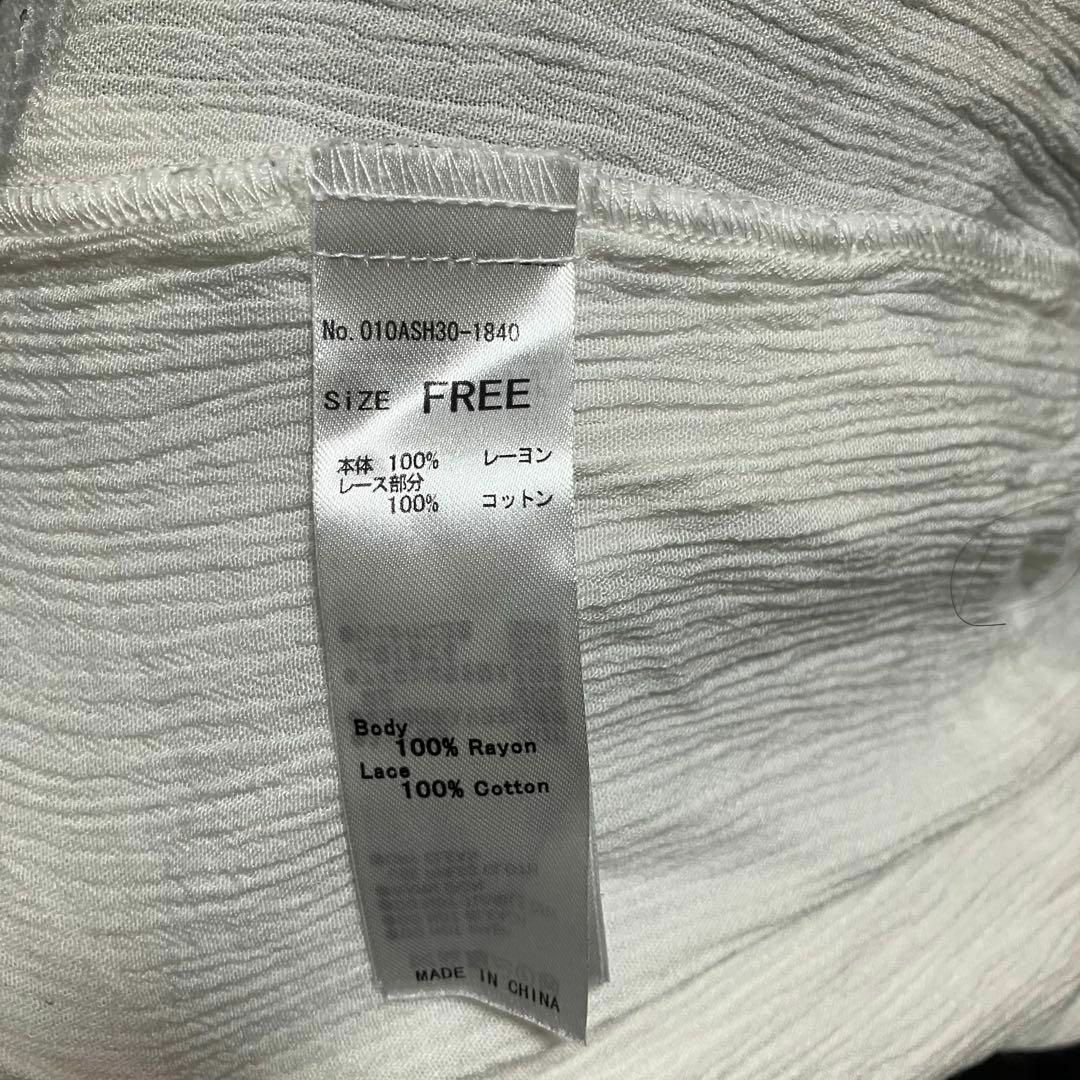 No.010ASH30-1840
SiZE FREE
本体 100% レーヨン
レース部分
100% コットン
Body
100% Rayon
Lace
100% Cotton
MADE IN CHINA